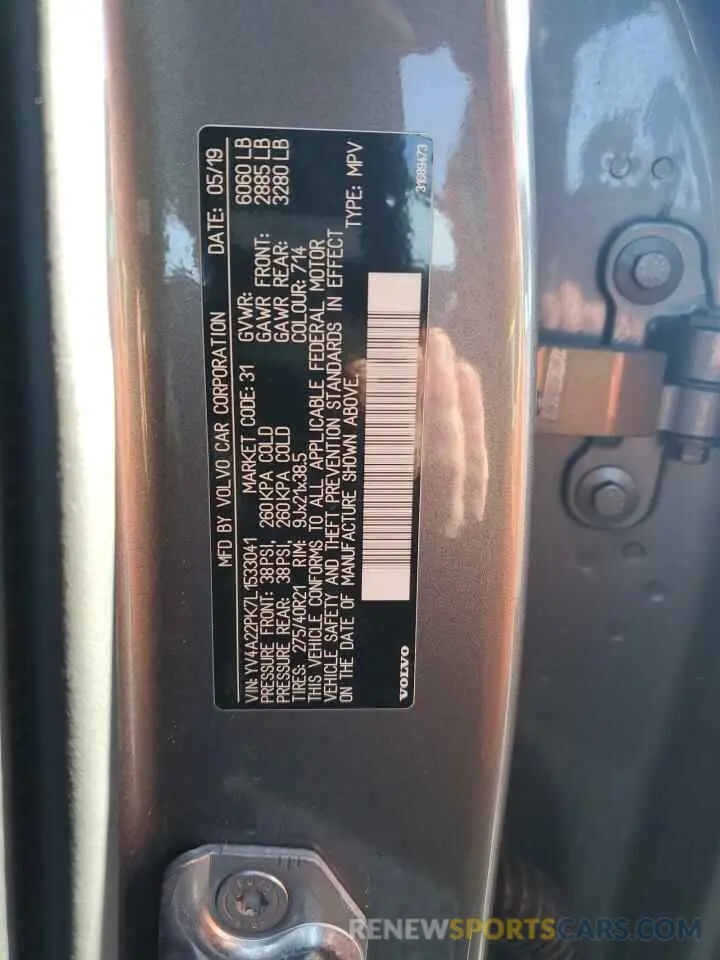 MFD BY VOLVO CAR CORPORATION DATE: 05/19
VIN: YV4A22PK7L1533041 MARKET CODE: 31 GVWR: 6060 LB
PRESSURE FRONT: 38PSI, 260KPA COLD GAWR FRONT: 2885 LB
PRESSURE REAR: 38PSI, 260KPA COLD GAWR REAR: 3280 LB
TIRES: 275/40R21 RIM: 9Jx21x38.5 COLOUR: 714
THIS VEHICLE CONFORMS TO ALL APPLICABLE FEDERAL MOTOR
VEHICLE SAFETY AND THEFT PREVENTION STANDARDS IN EFFECT
ON THE DATE OF MANUFACTURE SHOWN ABOVE. TYPE: MPV
VOLVO
31689473
RENEWSPORTSCARS.COM